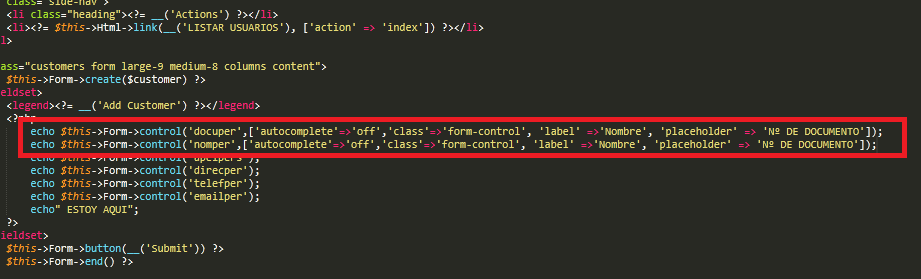 class="side-nav">
<li class="heading"><?= __('Actions') ?></li>
<li><?= $this->Html->link(__('LISTAR USUARIOS'), ['action' => 'index']) ?></li>
l>
ass="customers form large-9 medium-8 columns content">
$this->Form->create($customer) ?>
eldset>
<legend><?= __('Add Customer') ?></legend>
<?php
echo $this->Form->control('docuper',['autocomplete'=>'off','class'=>'form-control', 'label' =>'Nombre', 'placeholder' => 'Nº DE DOCUMENTO']);
echo $this->Form->control('nomper',['autocomplete'=>'off','class'=>'form-control', 'label' =>'Nombre', 'placeholder' => 'Nº DE DOCUMENTO']);
echo $this->Form->control('apelpers');
echo $this->Form->control('direcper');
echo $this->Form->control('telefper');
echo $this->Form->control('emailper');
echo" ESTOY AQUI";
?>
ieldset>
$this->Form->button(__('Submit')) ?>
$this->Form->end() ?>